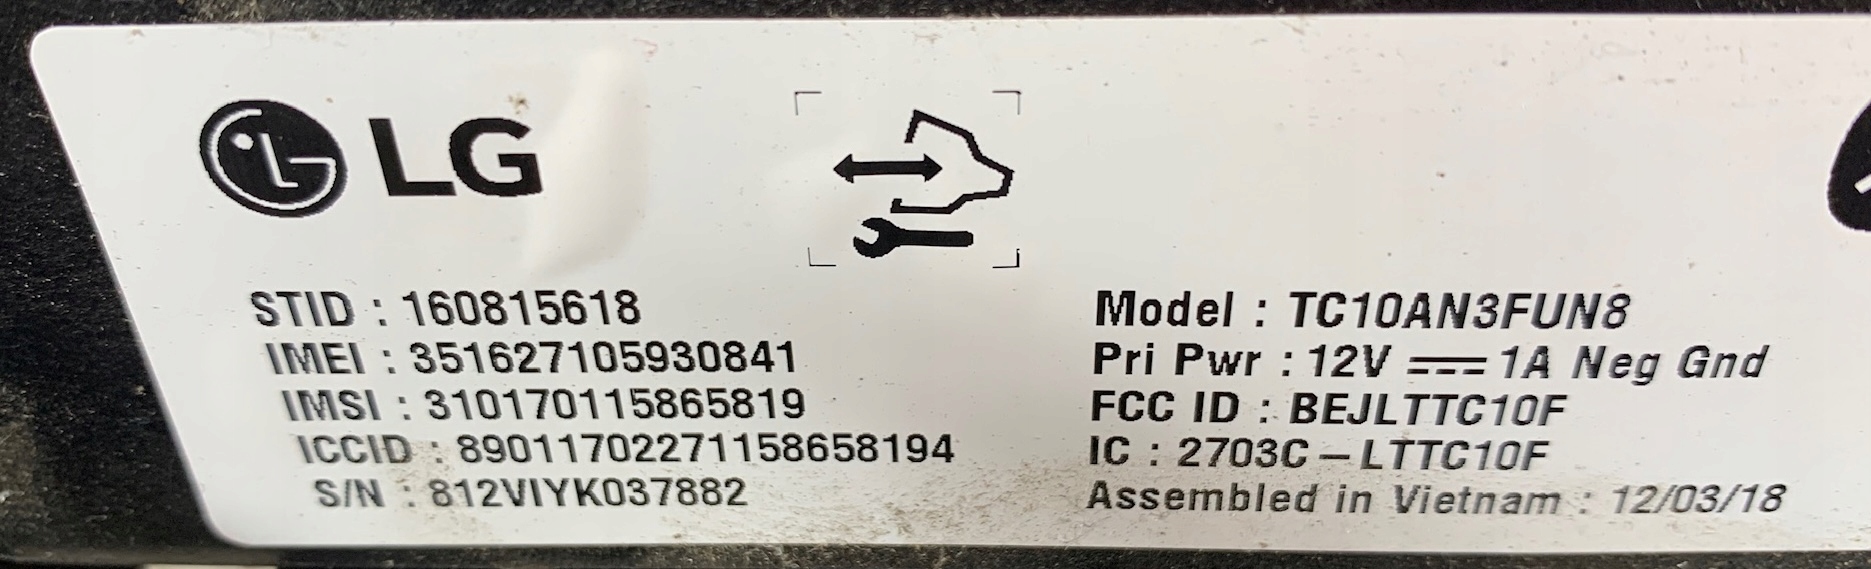 LG
STID : 160815618
IMEI : 351627105930841
IMSI : 310170115865819
ICCID : 89011702271158658194
S/N : 812VIYK037882
Model : TC10AN3FUN8
Pri Pwr : 12V ⎓ 1A Neg Gnd
FCC ID : BEJLTTC10F
IC : 2703C-LTTC10F
Assembled in Vietnam : 12/03/18